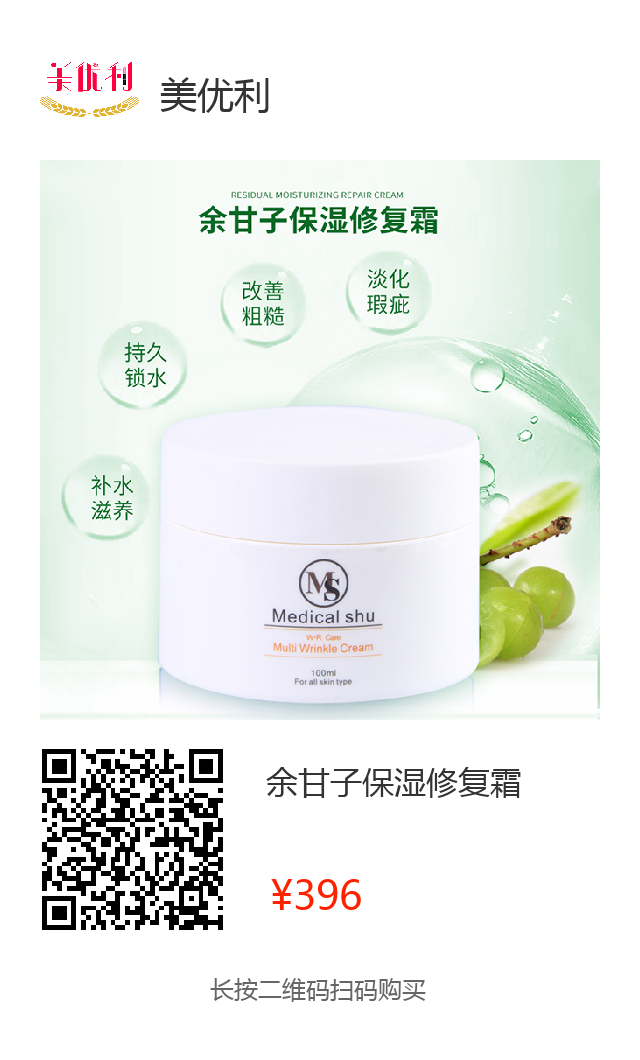 美优利
美优利
RESIDUAL MOISTURIZING REPAIR CREAM
余甘子保湿修复霜
淡化
瑕疵
改善
粗糙
持久
锁水
补水
滋养
MS
Medical shu
W-R Care
Multi Wrinkle Cream
100ml
For all skin type
余甘子保湿修复霜
¥396
长按二维码扫码购买